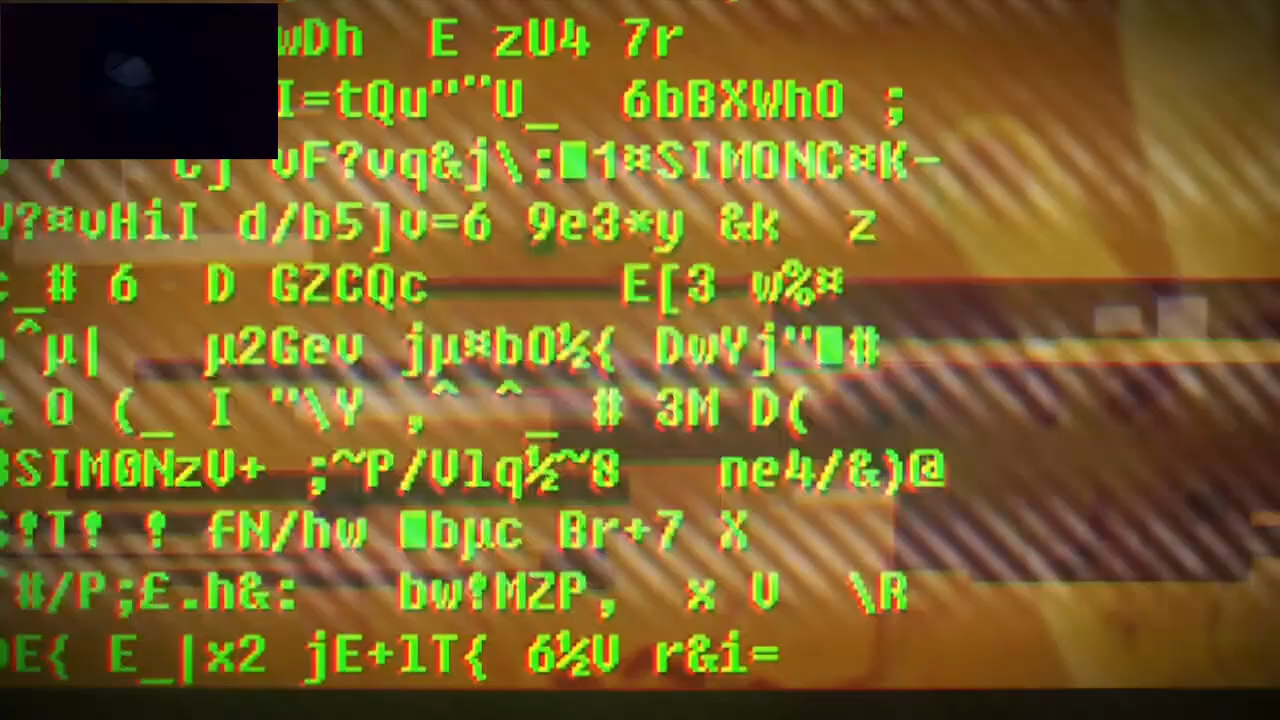 wDh E zU4 7r
I=tQu"¨U_ 6bBXWhO ;
vF?vq&j\:■1¤SIMONC¤K-
?¤vHiI d/b5]v=6 9e3*y &k z
_# 6 D GZCQc E[3 w%¤
^µ| µ2Gev jµ¤bO½{ DwYj"■#
O (_ I "\Y ,^ ^_ # 3M D(
SIM0NzV+ ;~P/Vlq½~8 ne4/&)@
!T! ! fN/hw ■bµc Br+7 X
#/P;£.h&: bw!MZP, x V \R
E{ E_|x2 jE+lT{ 6½V r&i=